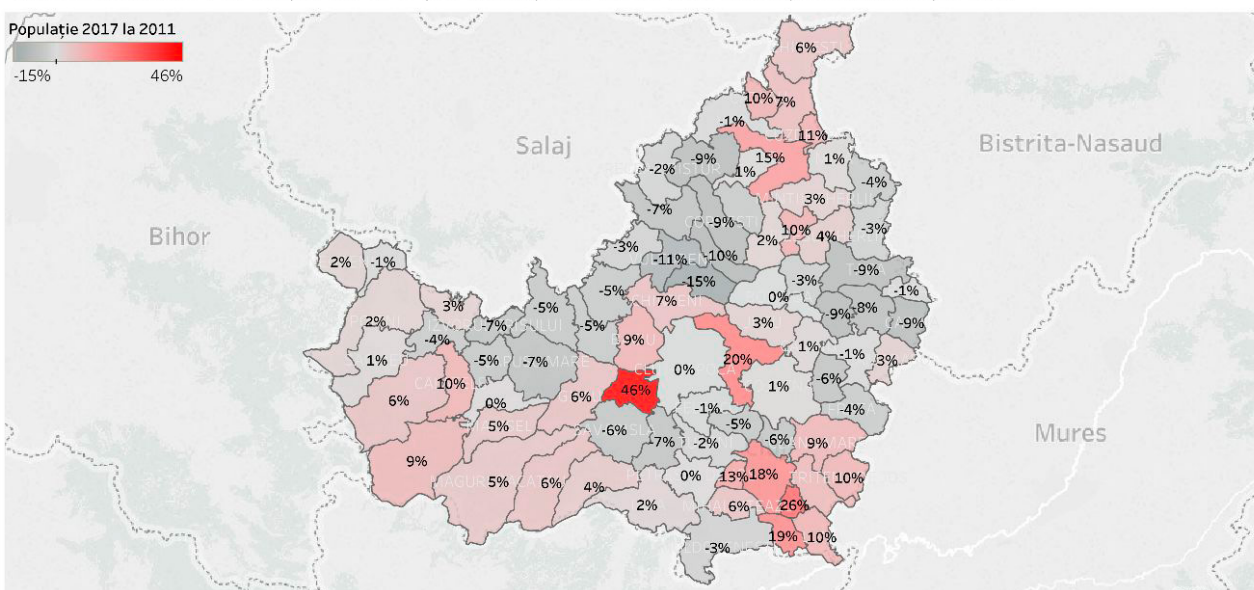 Populație 2017 la 2011
-15% 46%
6%
10% 7%
-1%
11%
Salaj
Bistrita-Nasaud
-9% 15% 1%
-2% 1%
-4%
3%
-7%
-9% 10% -3%
Bihor
2% 4%
-3%
2% -1%
-11% -10%
-9%
-15% -3%
-5% -1%
7% 0%
3% -5% -8%
2% -7% -5% 3% -9% -9%
-4% 9%
1% -5% -7% 20% 1% -1% 3%
0%
10% 46% 1% -6%
6% 0% 6%
-1% -4%
5% -5%
-6% -7% -2% -6% 9%
Mures
9%
5% 6% 4% 0% 13% 18% 10%
2% 6% 26%
-3% 19% 10%